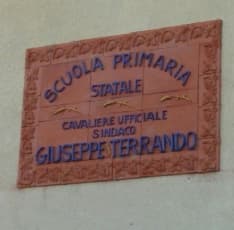 SCUOLA PRIMARIA
STATALE
CAVALIERE UFFICIALE
SINDACO
GIUSEPPE TERRANDO